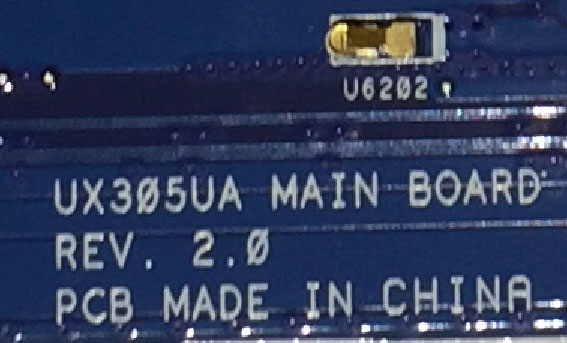 U6202
UX305UA MAIN BOARD
REV. 2.0
PCB MADE IN CHINA